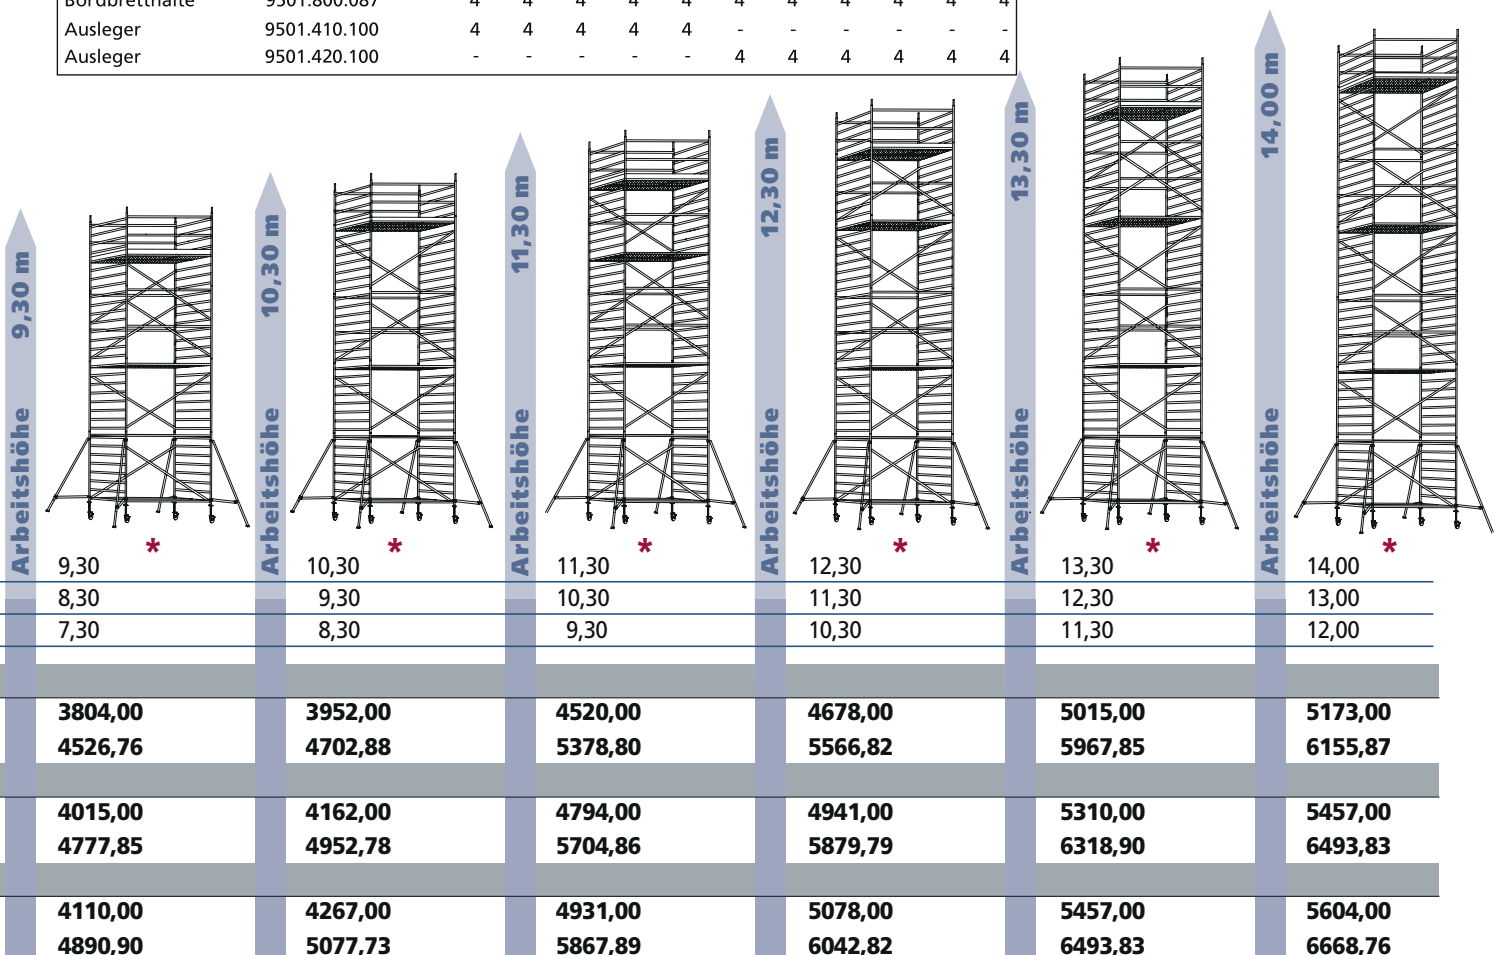 Bordbretthalte 9501.800.087 4 4 4 4 4 4 4 4 4 4 4
Ausleger 9501.410.100 4 4 4 4 4 - - - - - -
Ausleger 9501.420.100 - - - - - 4 4 4 4 4 4
Arbeitshöhe 9,30 m
Arbeitshöhe 10,30 m
Arbeitshöhe 11,30 m
Arbeitshöhe 12,30 m
Arbeitshöhe 13,30 m
Arbeitshöhe 14,00 m
* * * * * *
9,30 10,30 11,30 12,30 13,30 14,00
8,30 9,30 10,30 11,30 12,30 13,00
7,30 8,30 9,30 10,30 11,30 12,00
3804,00 3952,00 4520,00 4678,00 5015,00 5173,00
4526,76 4702,88 5378,80 5566,82 5967,85 6155,87
4015,00 4162,00 4794,00 4941,00 5310,00 5457,00
4777,85 4952,78 5704,86 5879,79 6318,90 6493,83
4110,00 4267,00 4931,00 5078,00 5457,00 5604,00
4890,90 5077,73 5867,89 6042,82 6493,83 6668,76